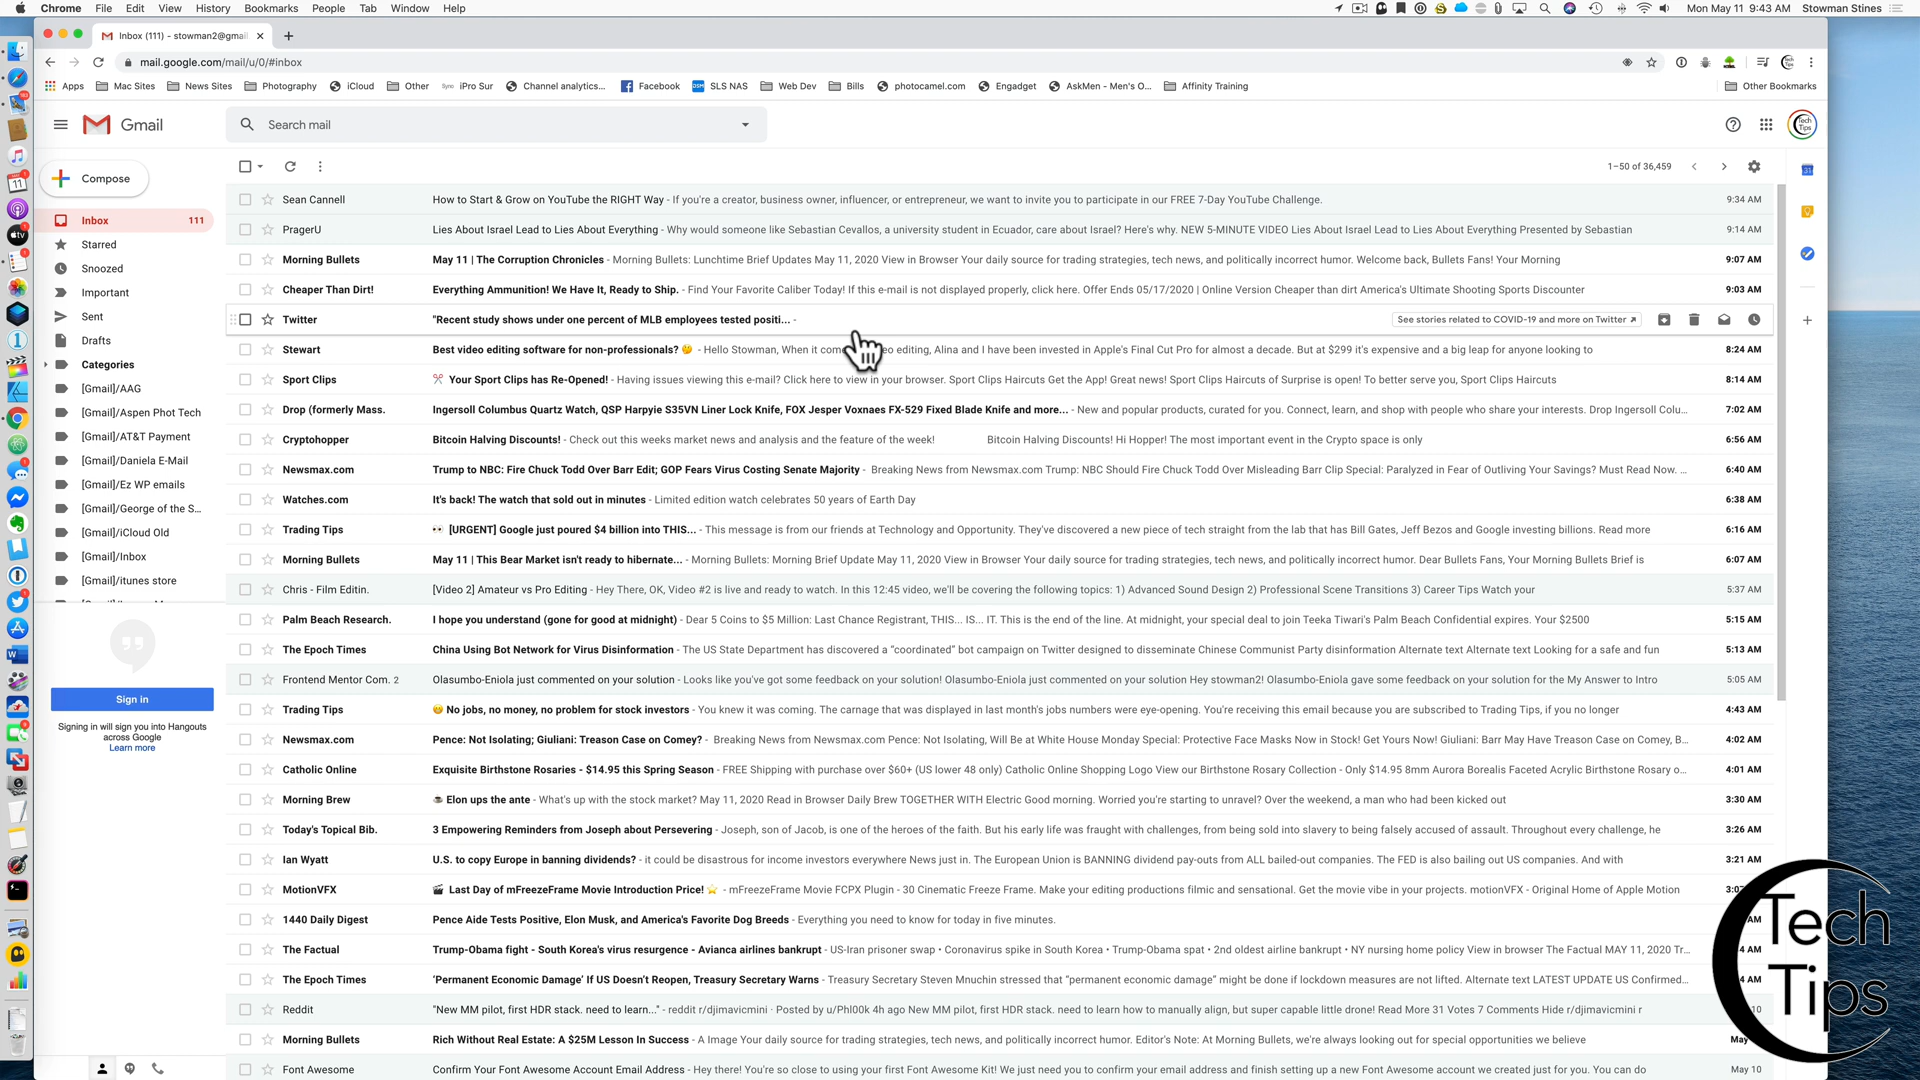 Chrome File Edit View History Bookmarks People Tab Window Help Mon May 11 9:43 AM Stowman Stines
Inbox (111) - stowman2@gmai
mail.google.com/mail/u/0/#inbox
Apps Mac Sites News Sites Photography iCloud Other iPro Sur Channel analytics... Facebook SLS NAS Web Dev Bills photocamel.com Engadget AskMen - Men's O... Affinity Training Other Bookmarks
Gmail Search mail
Compose 1–50 of 36,459
Inbox 111
Starred
Snoozed
Important
Sent
Drafts
Categories
[Gmail]/AAG
[Gmail]/Aspen Phot Tech
[Gmail]/AT&T Payment
[Gmail]/Daniela E-Mail
[Gmail]/Ez WP emails
[Gmail]/George of the S...
[Gmail]/iCloud Old
[Gmail]/Inbox
[Gmail]/itunes store
Sign in
Signing in will sign you into Hangouts
across Google
Learn more
Sean Cannell How to Start & Grow on YouTube the RIGHT Way - If you're a creator, business owner, influencer, or entrepreneur, we want to invite you to participate in our FREE 7-Day YouTube Challenge. 9:34 AM
PragerU Lies About Israel Lead to Lies About Everything - Why would someone like Sebastian Cevallos, a university student in Ecuador, care about Israel? Here's why. NEW 5-MINUTE VIDEO Lies About Israel Lead to Lies About Everything Presented by Sebastian 9:14 AM
Morning Bullets May 11 | The Corruption Chronicles - Morning Bullets: Lunchtime Brief Updates May 11, 2020 View in Browser Your daily source for trading strategies, tech news, and politically incorrect humor. Welcome back, Bullets Fans! Your Morning 9:07 AM
Cheaper Than Dirt! Everything Ammunition! We Have It, Ready to Ship. - Find Your Favorite Caliber Today! If this e-mail is not displayed properly, click here. Offer Ends 05/17/2020 | Online Version Cheaper than dirt America's Ultimate Shooting Sports Discounter 9:03 AM
Twitter "Recent study shows under one percent of MLB employees tested positi... - See stories related to COVID-19 and more on Twitter
Stewart Best video editing software for non-professionals? 🤔 - Hello Stowman, When it com eo editing, Alina and I have been invested in Apple's Final Cut Pro for almost a decade. But at $299 it's expensive and a big leap for anyone looking to 8:24 AM
Sport Clips ✂️ Your Sport Clips has Re-Opened! - Having issues viewing this e-mail? Click here to view in your browser. Sport Clips Haircuts Get the App! Great news! Sport Clips Haircuts of Surprise is open! To better serve you, Sport Clips Haircuts 8:14 AM
Drop (formerly Mass. Ingersoll Columbus Quartz Watch, QSP Harpyie S35VN Liner Lock Knife, FOX Jesper Voxnaes FX-529 Fixed Blade Knife and more... - New and popular products, curated for you. Connect, learn, and shop with people who share your interests. Drop Ingersoll Colu... 7:02 AM
Cryptohopper Bitcoin Halving Discounts! - Check out this weeks market news and analysis and the feature of the week! Bitcoin Halving Discounts! Hi Hopper! The most important event in the Crypto space is only 6:56 AM
Newsmax.com Trump to NBC: Fire Chuck Todd Over Barr Edit; GOP Fears Virus Costing Senate Majority - Breaking News from Newsmax.com Trump: NBC Should Fire Chuck Todd Over Misleading Barr Clip Special: Paralyzed in Fear of Outliving Your Savings? Must Read Now. ... 6:40 AM
Watches.com It's back! The watch that sold out in minutes - Limited edition watch celebrates 50 years of Earth Day 6:38 AM
Trading Tips 👀 [URGENT] Google just poured $4 billion into THIS... - This message is from our friends at Technology and Opportunity. They've discovered a new piece of tech straight from the lab that has Bill Gates, Jeff Bezos and Google investing billions. Read more 6:16 AM
Morning Bullets May 11 | This Bear Market isn't ready to hibernate... - Morning Bullets: Morning Brief Update May 11, 2020 View in Browser Your daily source for trading strategies, tech news, and politically incorrect humor. Dear Bullets Fans, Your Morning Bullets Brief is 6:07 AM
Chris - Film Editin. [Video 2] Amateur vs Pro Editing - Hey There, OK, Video #2 is live and ready to watch. In this 12:45 video, we'll be covering the following topics: 1) Advanced Sound Design 2) Professional Scene Transitions 3) Career Tips Watch your 5:37 AM
Palm Beach Research. I hope you understand (gone for good at midnight) - Dear 5 Coins to $5 Million: Last Chance Registrant, THIS... IS... IT. This is the end of the line. At midnight, your special deal to join Teeka Tiwari's Palm Beach Confidential expires. Your $2500 5:15 AM
The Epoch Times China Using Bot Network for Virus Disinformation - The US State Department has discovered a "coordinated" bot campaign on Twitter designed to disseminate Chinese Communist Party disinformation Alternate text Alternate text Looking for a safe and fun 5:13 AM
Frontend Mentor Com. 2 Olasumbo-Eniola just commented on your solution - Looks like you've got some feedback on your solution! Olasumbo-Eniola just commented on your solution Hey stowman2! Olasumbo-Eniola gave some feedback on your solution for the My Answer to Intro 5:05 AM
Trading Tips No jobs, no money, no problem for stock investors - You knew it was coming. The carnage that was displayed in last month's jobs numbers were eye-opening. You're receiving this email because you are subscribed to Trading Tips, if you no longer 4:43 AM
Newsmax.com Pence: Not Isolating; Giuliani: Treason Case on Comey? - Breaking News from Newsmax.com Pence: Not Isolating, Will Be at White House Monday Special: Protective Face Masks Now in Stock! Get Yours Now! Giuliani: Barr May Have Treason Case on Comey, B... 4:02 AM
Catholic Online Exquisite Birthstone Rosaries - $14.95 this Spring Season - FREE Shipping with purchase over $60+ (US lower 48 only) Catholic Online Shopping Logo View our Birthstone Rosary Collection - Only $14.95 8mm Aurora Borealis Faceted Acrylic Birthstone Rosary o... 4:01 AM
Morning Brew ☕ Elon ups the ante - What's up with the stock market? May 11, 2020 Read in Browser Daily Brew TOGETHER WITH Electric Good morning. Worried you're starting to unravel? Over the weekend, a man who had been kicked out 3:30 AM
Today's Topical Bib. 3 Empowering Reminders from Joseph about Persevering - Joseph, son of Jacob, is one of the heroes of the faith. But his early life was fraught with challenges, from being sold into slavery to being falsely accused of assault. Throughout every challenge, he 3:26 AM
Ian Wyatt U.S. to copy Europe in banning dividends? - it could be disastrous for income investors everywhere News just in. The European Union is BANNING dividend pay-outs from ALL bailed-out companies. The FED is also bailing out US companies. And with 3:21 AM
MotionVFX 🎬 Last Day of mFreezeFrame Movie Introduction Price! ⭐ - mFreezeFrame Movie FCPX Plugin - 30 Cinematic Freeze Frame. Make your editing productions filmic and sensational. Get the movie vibe in your projects. motionVFX - Original Home of Apple Motion
1440 Daily Digest Pence Aide Tests Positive, Elon Musk, and America's Favorite Dog Breeds - Everything you need to know for today in five minutes. AM
The Factual Trump-Obama fight - South Korea's virus resurgence - Avianca airlines bankrupt - US-Iran prisoner swap • Coronavirus spike in South Korea • Trump-Obama spat • 2nd oldest airline bankrupt • NY nursing home policy View in browser The Factual MAY 11, 2020 Tr... 4 AM
The Epoch Times 'Permanent Economic Damage' If US Doesn't Reopen, Treasury Secretary Warns - Treasury Secretary Steven Mnuchin stressed that "permanent economic damage" might be done if lockdown measures are not lifted. Alternate text LATEST UPDATE US Confirmed... 4 AM
Reddit "New MM pilot, first HDR stack. need to learn..." - reddit r/djimavicmini · Posted by u/Phl00k 4h ago New MM pilot, first HDR stack. need to learn how to manually align, but super capable little drone! Read More 31 Votes 7 Comments Hide r/djimavicmini r 10
Morning Bullets Rich Without Real Estate: A $25M Lesson In Success - A Image Your daily source for trading strategies, tech news, and politically incorrect humor. Editor's Note: At Morning Bullets, we're always looking out for special opportunities we believe May
Font Awesome Confirm Your Font Awesome Account Email Address - Hey there! You're so close to using your first Font Awesome Kit! We just need you to confirm your email address and finish setting up a new Font Awesome account we created just for you. You can do May 10
Tech
Tips